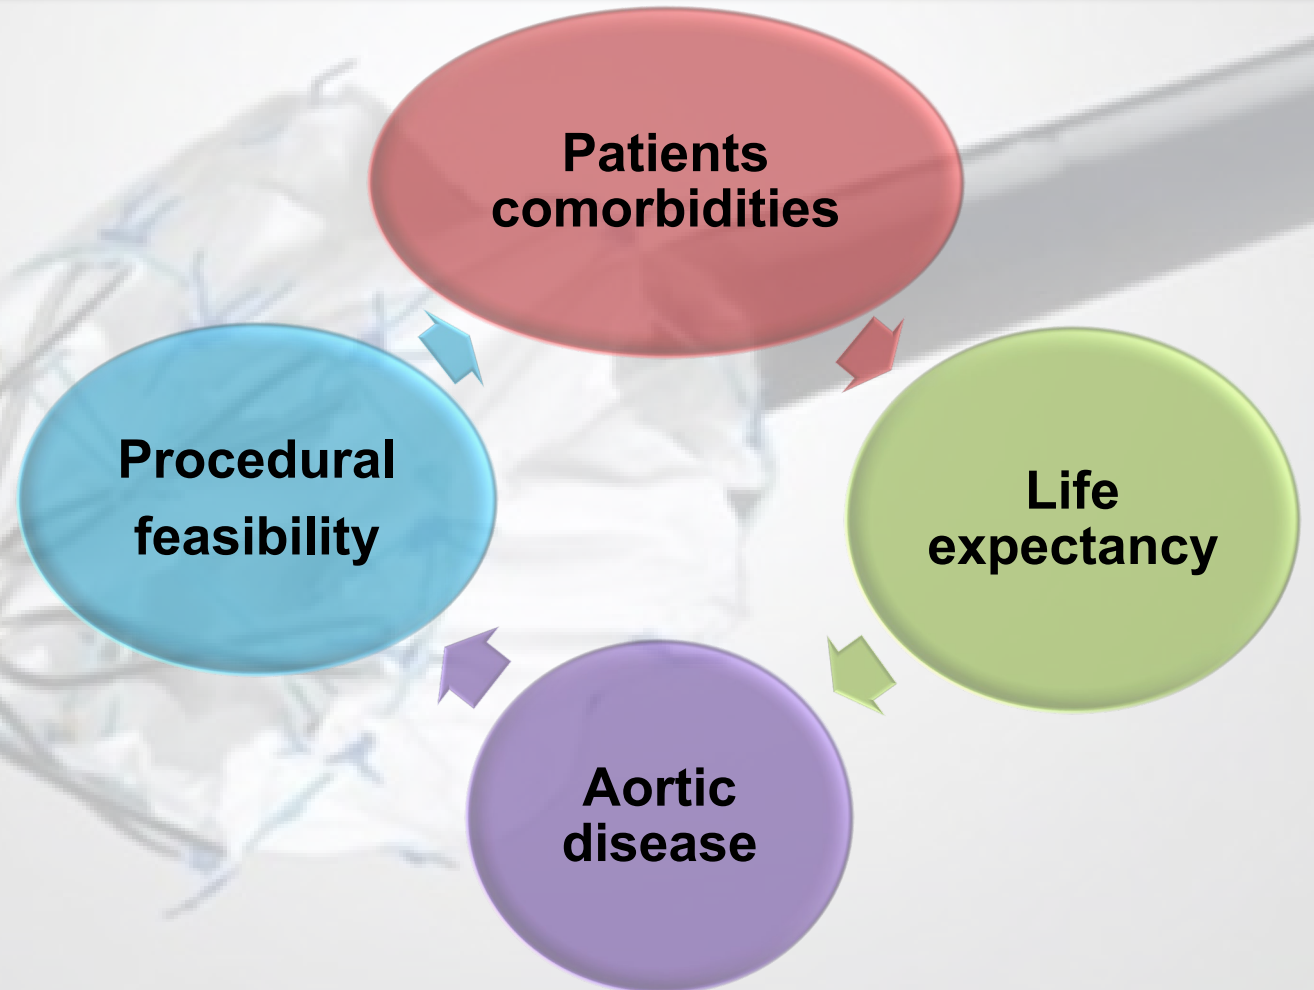 Patients
comorbidities
Procedural
feasibility
Life
expectancy
Aortic
disease